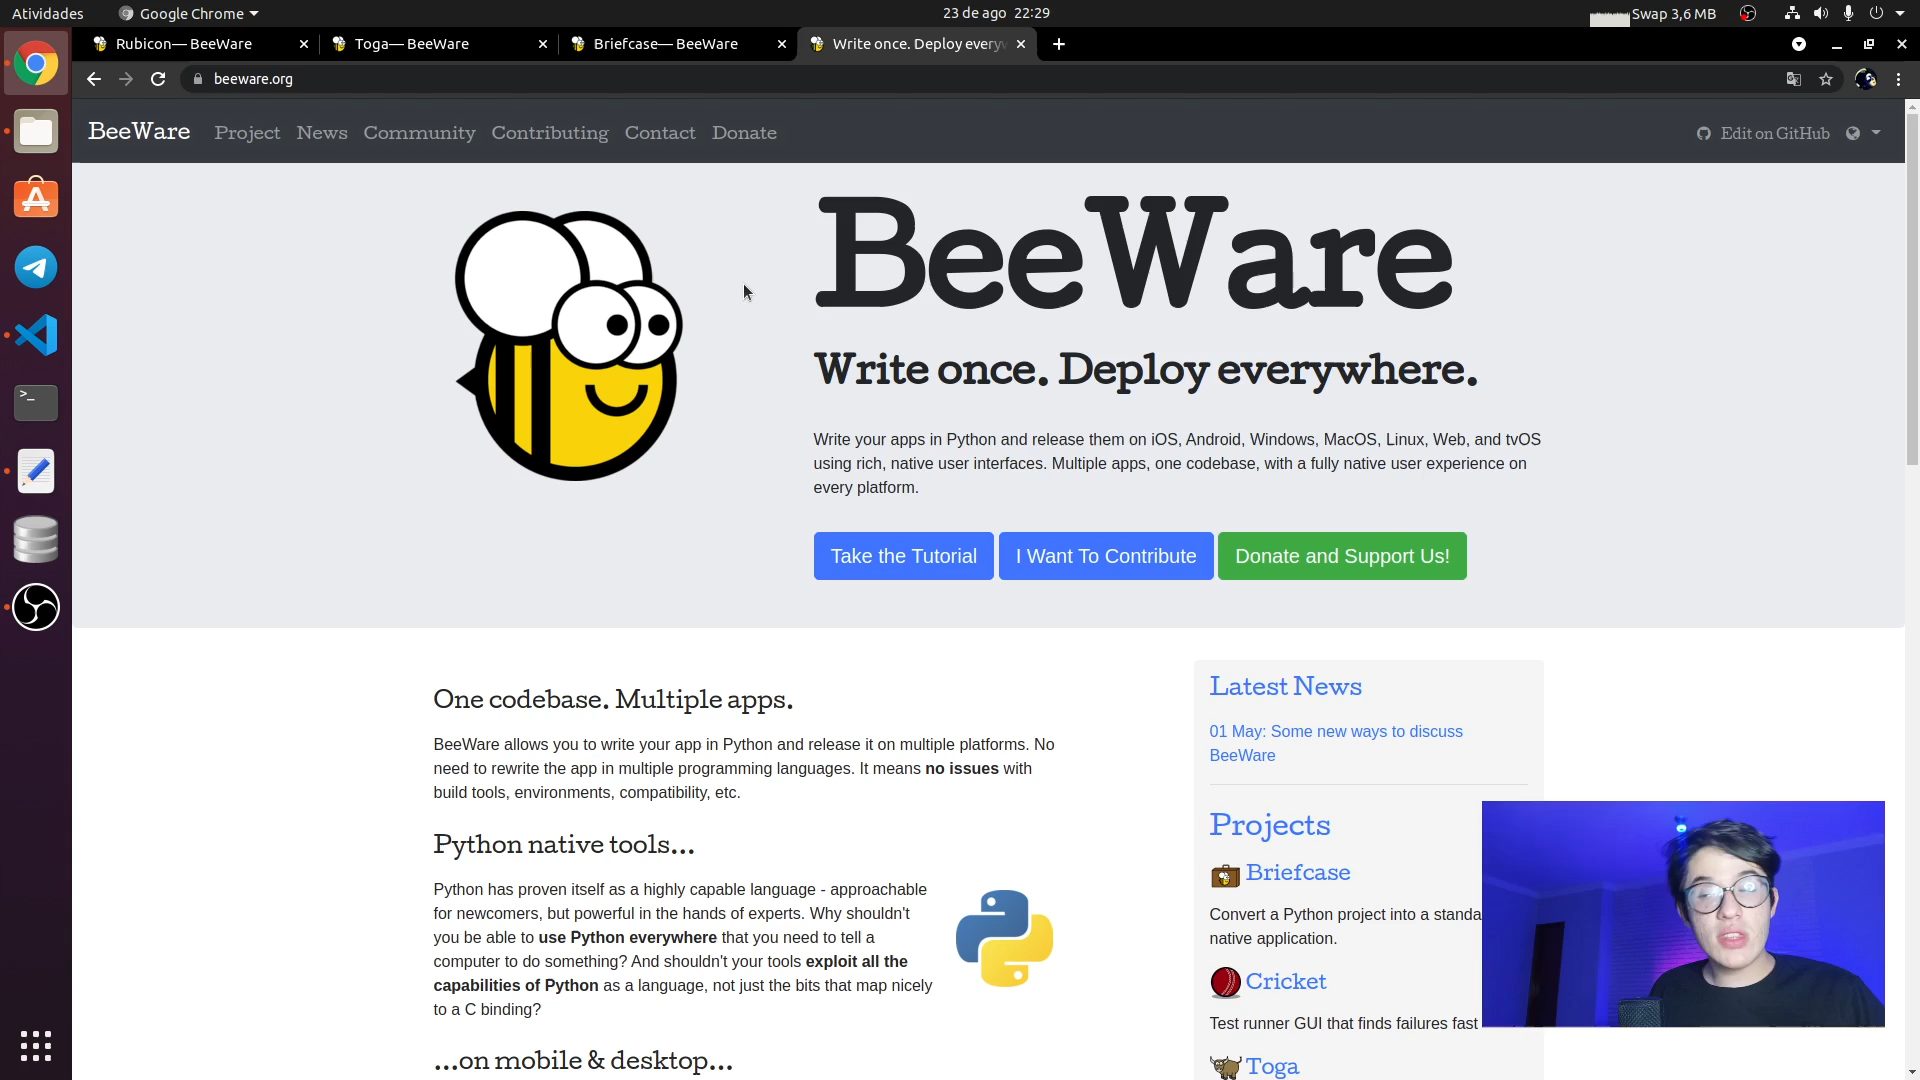 Atividades
Google Chrome
23 de ago 22:29
Swap 3,6 MB
Rubicon— BeeWare
Toga— BeeWare
Briefcase— BeeWare
Write once. Deploy every
beeware.org
BeeWare
Project
News
Community
Contributing
Contact
Donate
Edit on GitHub
BeeWare
Write once. Deploy everywhere.
Write your apps in Python and release them on iOS, Android, Windows, MacOS, Linux, Web, and tvOS
using rich, native user interfaces. Multiple apps, one codebase, with a fully native user experience on
every platform.
Take the Tutorial
I Want To Contribute
Donate and Support Us!
One codebase. Multiple apps.
BeeWare allows you to write your app in Python and release it on multiple platforms. No
need to rewrite the app in multiple programming languages. It means no issues with
build tools, environments, compatibility, etc.
Python native tools...
Python has proven itself as a highly capable language - approachable
for newcomers, but powerful in the hands of experts. Why shouldn't
you be able to use Python everywhere that you need to tell a
computer to do something? And shouldn't your tools exploit all the
capabilities of Python as a language, not just the bits that map nicely
to a C binding?
...on mobile & desktop...
Latest News
01 May: Some new ways to discuss
BeeWare
Projects
Briefcase
Convert a Python project into a standa
native application.
Cricket
Test runner GUI that finds failures fast
Toga